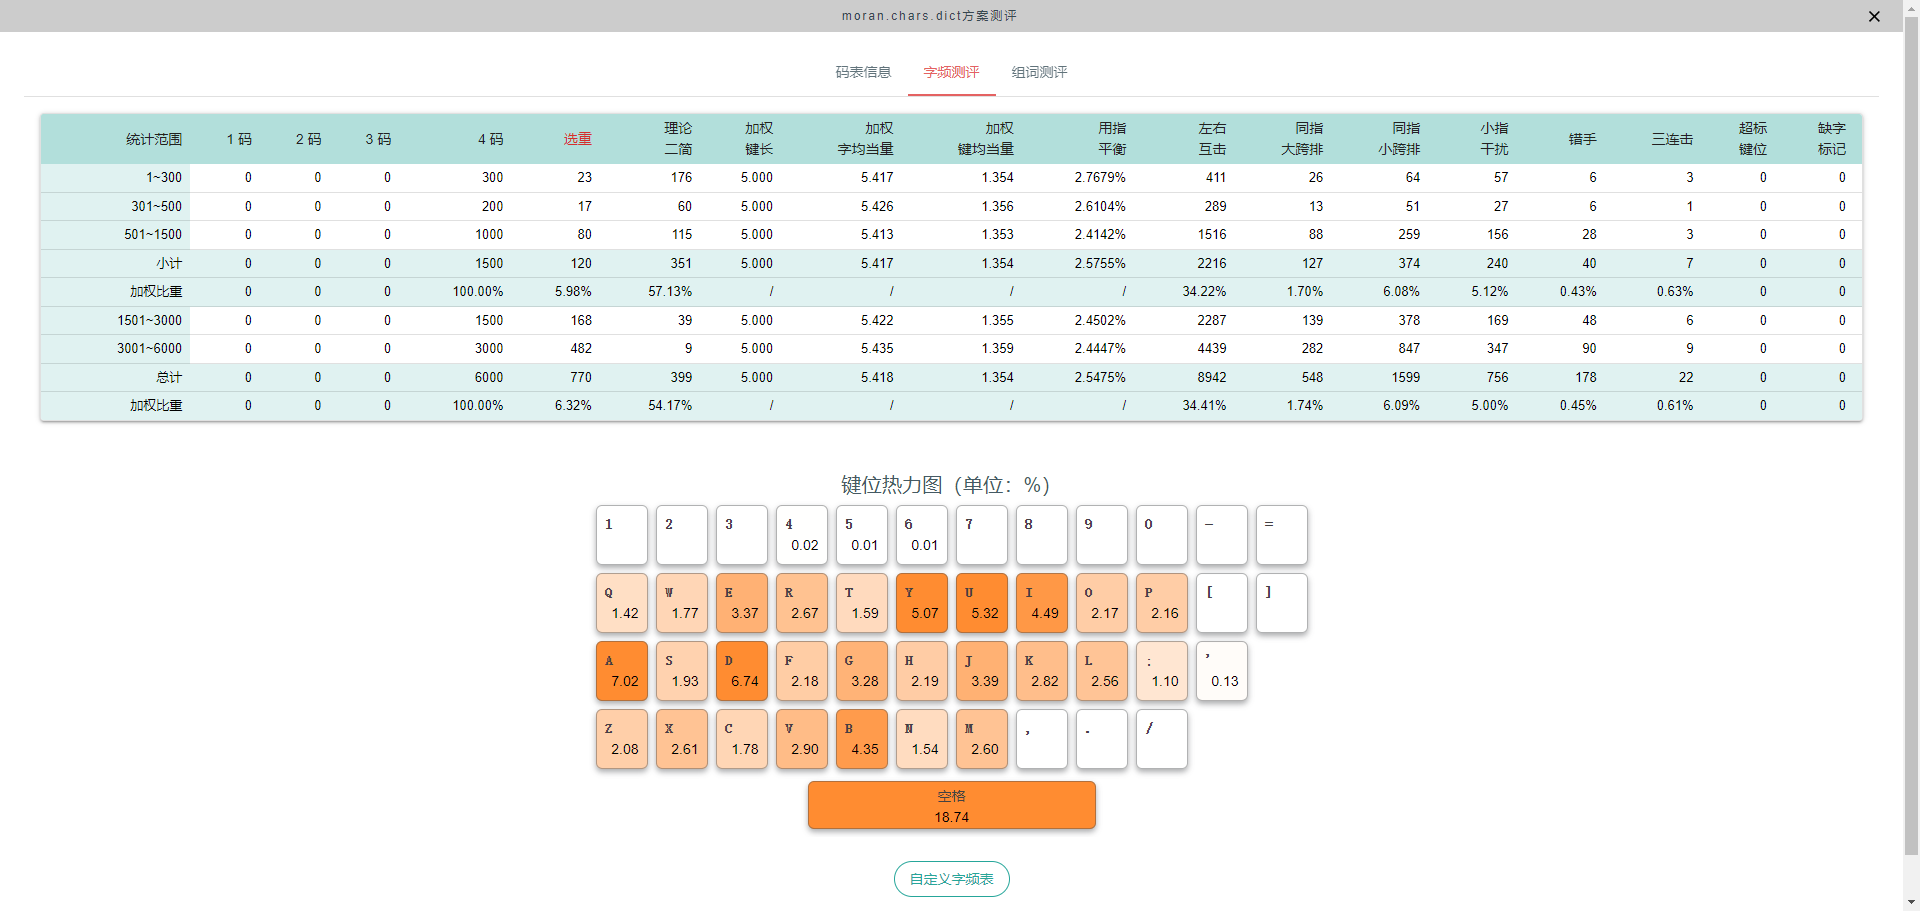 moran.chars.dict方案测评
码表信息 字频测评 组词测评
统计范围 1 码 2 码 3 码 4 码 选重 理论二简 加权键长 加权字均当量 加权键均当量 用指平衡 左右互击 同指大跨排 同指小跨排 小指干扰 错手 三连击 超标键位 缺字标记
1~300 0 0 0 300 23 176 5.000 5.417 1.354 2.7679% 411 26 64 57 6 3 0 0
301~500 0 0 0 200 17 60 5.000 5.426 1.356 2.6104% 289 13 51 27 6 1 0 0
501~1500 0 0 0 1000 80 115 5.000 5.413 1.353 2.4142% 1516 88 259 156 28 3 0 0
小计 0 0 0 1500 120 351 5.000 5.417 1.354 2.5755% 2216 127 374 240 40 7 0 0
加权比重 0 0 0 100.00% 5.98% 57.13% / / / / 34.22% 1.70% 6.08% 5.12% 0.43% 0.63% 0 0
1501~3000 0 0 0 1500 168 39 5.000 5.422 1.355 2.4502% 2287 139 378 169 48 6 0 0
3001~6000 0 0 0 3000 482 9 5.000 5.435 1.359 2.4447% 4439 282 847 347 90 9 0 0
总计 0 0 0 6000 770 399 5.000 5.418 1.354 2.5475% 8942 548 1599 756 178 22 0 0
加权比重 0 0 0 100.00% 6.32% 54.17% / / / / 34.41% 1.74% 6.09% 5.00% 0.45% 0.61% 0 0
键位热力图（单位：%）
1 2 3 4 5 6 7 8 9 0 - =
0.02 0.01 0.01
Q W E R T Y U I O P [ ]
1.42 1.77 3.37 2.67 1.59 5.07 5.32 4.49 2.17 2.16
A S D F G H J K L ; '
7.02 1.93 6.74 2.18 3.28 2.19 3.39 2.82 2.56 1.10 0.13
Z X C V B N M , . /
2.08 2.61 1.78 2.90 4.35 1.54 2.60
空格
18.74
自定义字频表